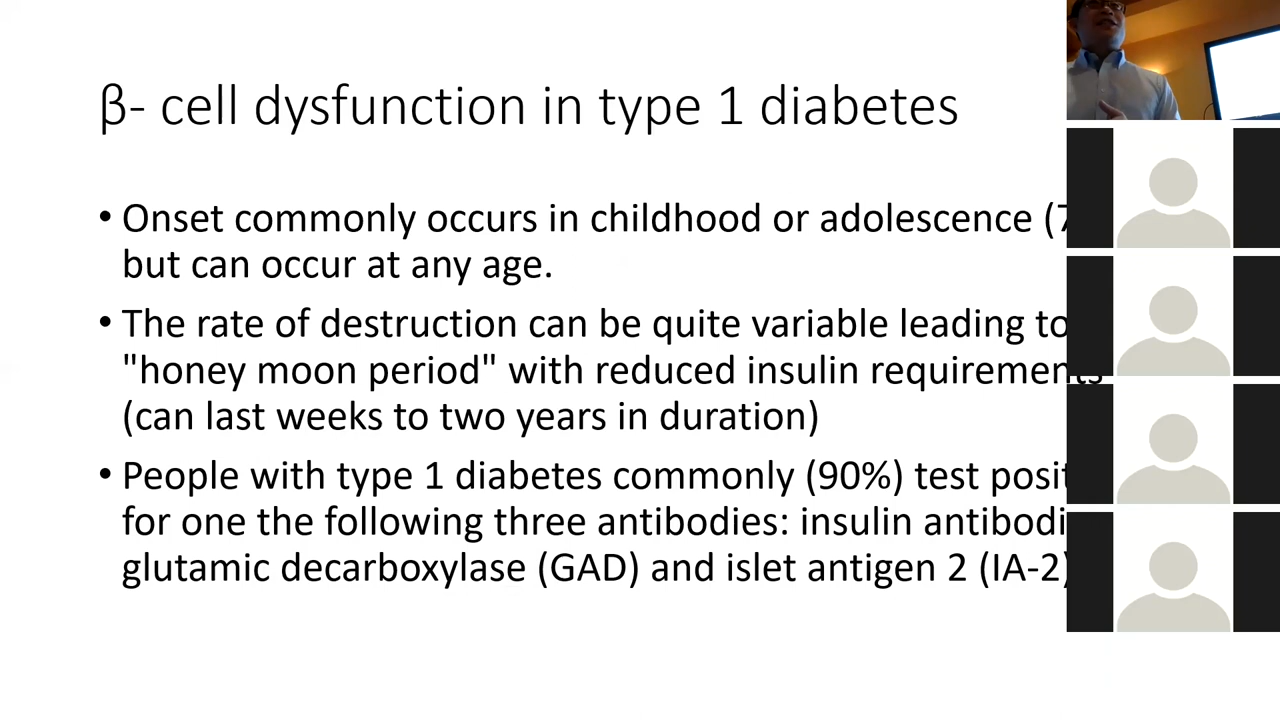 β- cell dysfunction in type 1 diabetes
• Onset commonly occurs in childhood or adolescence
but can occur at any age.
• The rate of destruction can be quite variable leading to
"honey moon period" with reduced insulin requirements
(can last weeks to two years in duration)
• People with type 1 diabetes commonly (90%) test
for one the following three antibodies: insulin
glutamic decarboxylase (GAD) and islet antigen 2 (IA-2)